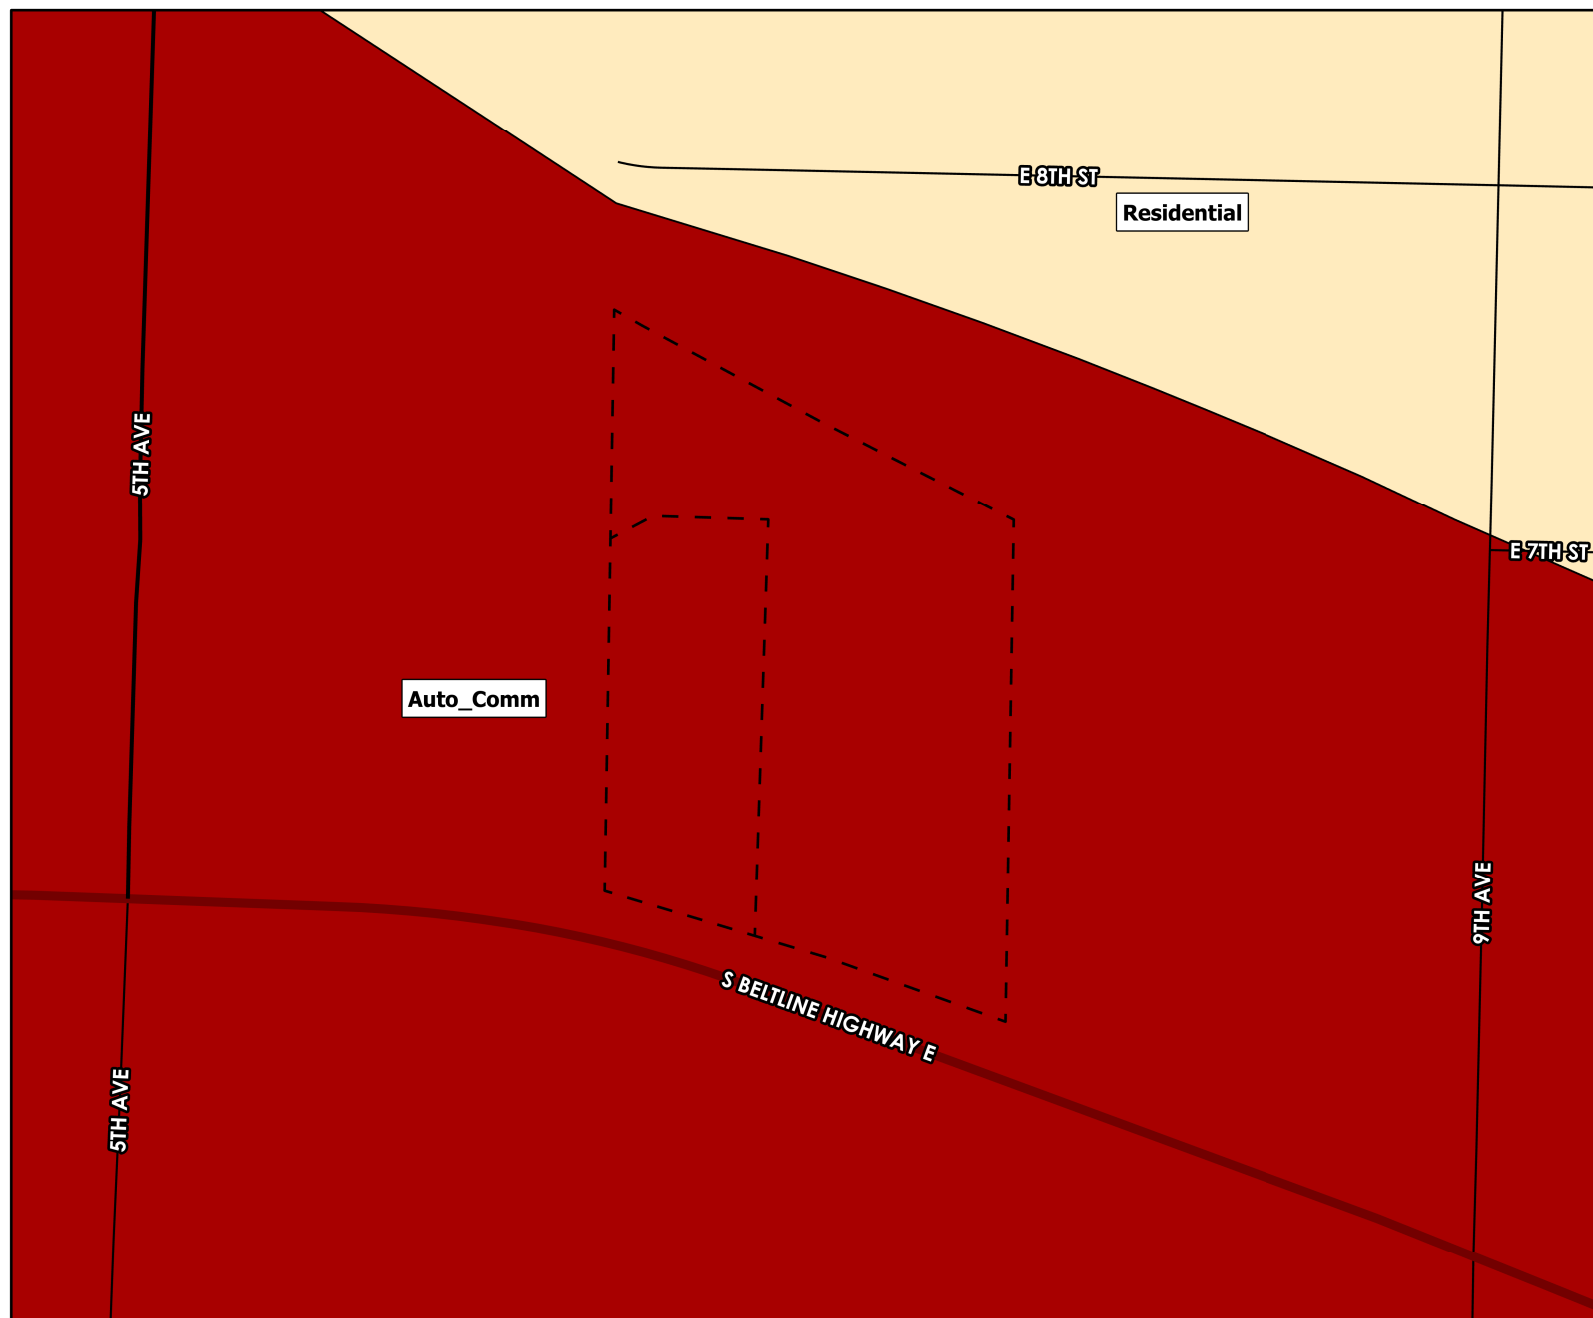 E 8TH ST
Residential
5TH AVE
E 7TH ST
Auto_Comm
9TH AVE
S BELTLINE HIGHWAY E
5TH AVE